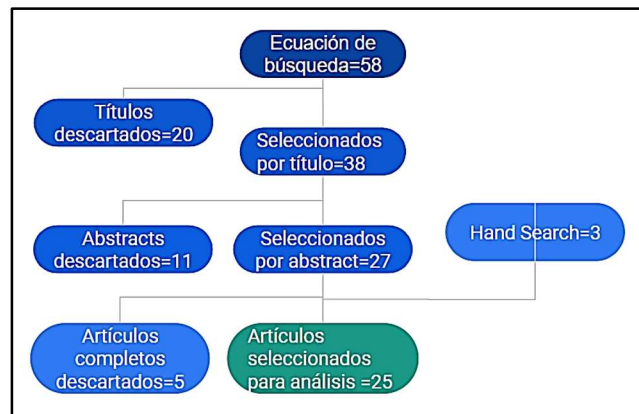 Ecuación de
búsqueda=58
Títulos
descartados=20
Seleccionados
por título=38
Abstracts
descartados=11
Seleccionados
por abstract=27
Hand Search=3
Artículos
completos
descartados=5
Artículos
seleccionados
para análisis =25